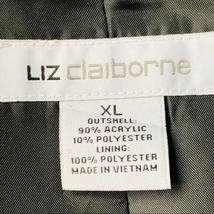 LIZ claiborne
XL
OUTSHELL:
90% ACRYLIC
10% POLYESTER
LINING:
100% POLYESTER
MADE IN VIETNAM